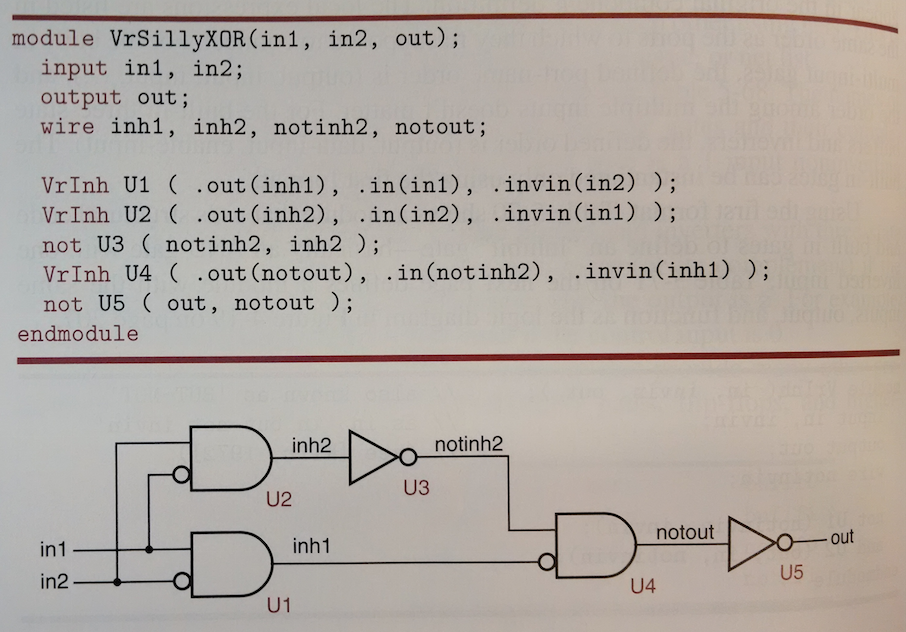 module VrSillyXOR(in1, in2, out);
input in1, in2;
output out;
wire inh1, inh2, notinh2, notout;
VrInh U1 ( .out(inh1), .in(in1), .invin(in2) );
VrInh U2 ( .out(inh2), .in(in2), .invin(in1) );
not U3 ( notinh2, inh2 );
VrInh U4 ( .out(notout), .in(notinh2), .invin(inh1) );
not U5 ( out, notout );
endmodule
inh2
notinh2
U2
U3
in1
inh1
notout
out
in2
U1
U4
U5